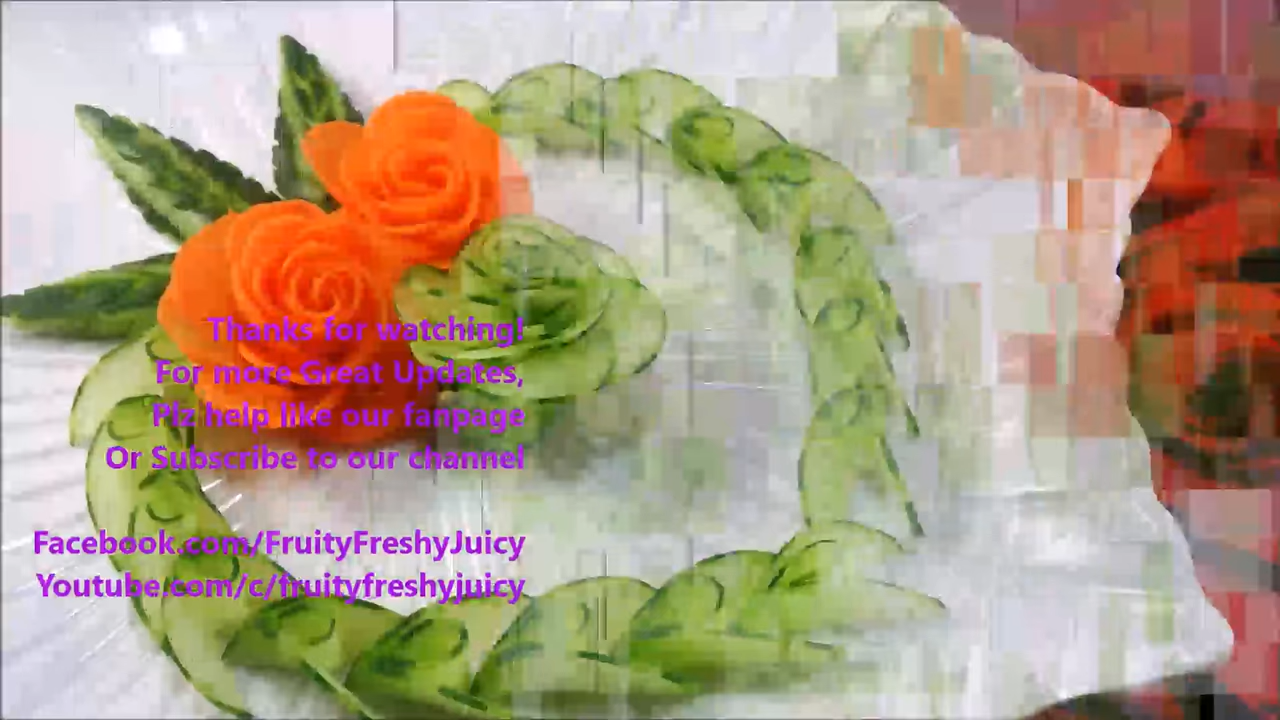 Thanks for watching!
For more Great Updates,
Plz help like our fanpage
Or Subscribe to our channel
Facebook.com/FruityFreshyJuicy
Youtube.com/c/fruityfreshyjuicy